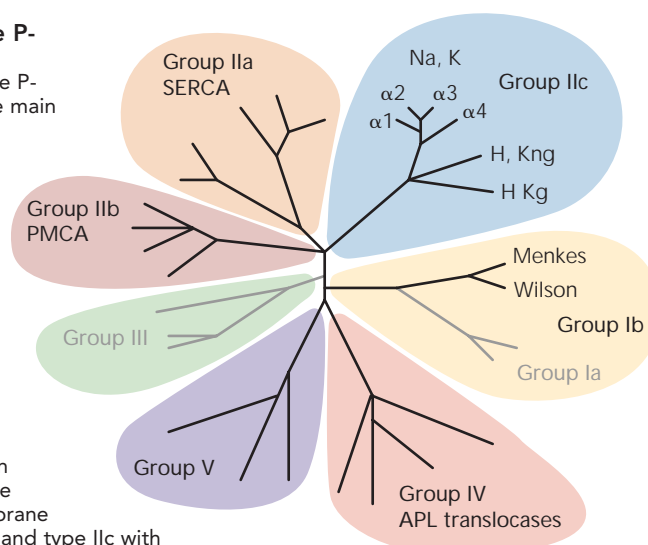 e P-
e P-
e main
Group IIa
SERCA
Na, K
Group IIc
α2
α3
α1
α4
H, Kng
H Kg
Group IIb
PMCA
Menkes
Wilson
Group Ib
Group III
Group Ia
Group V
Group IV
APL translocases
n
e
brane
and type IIc with